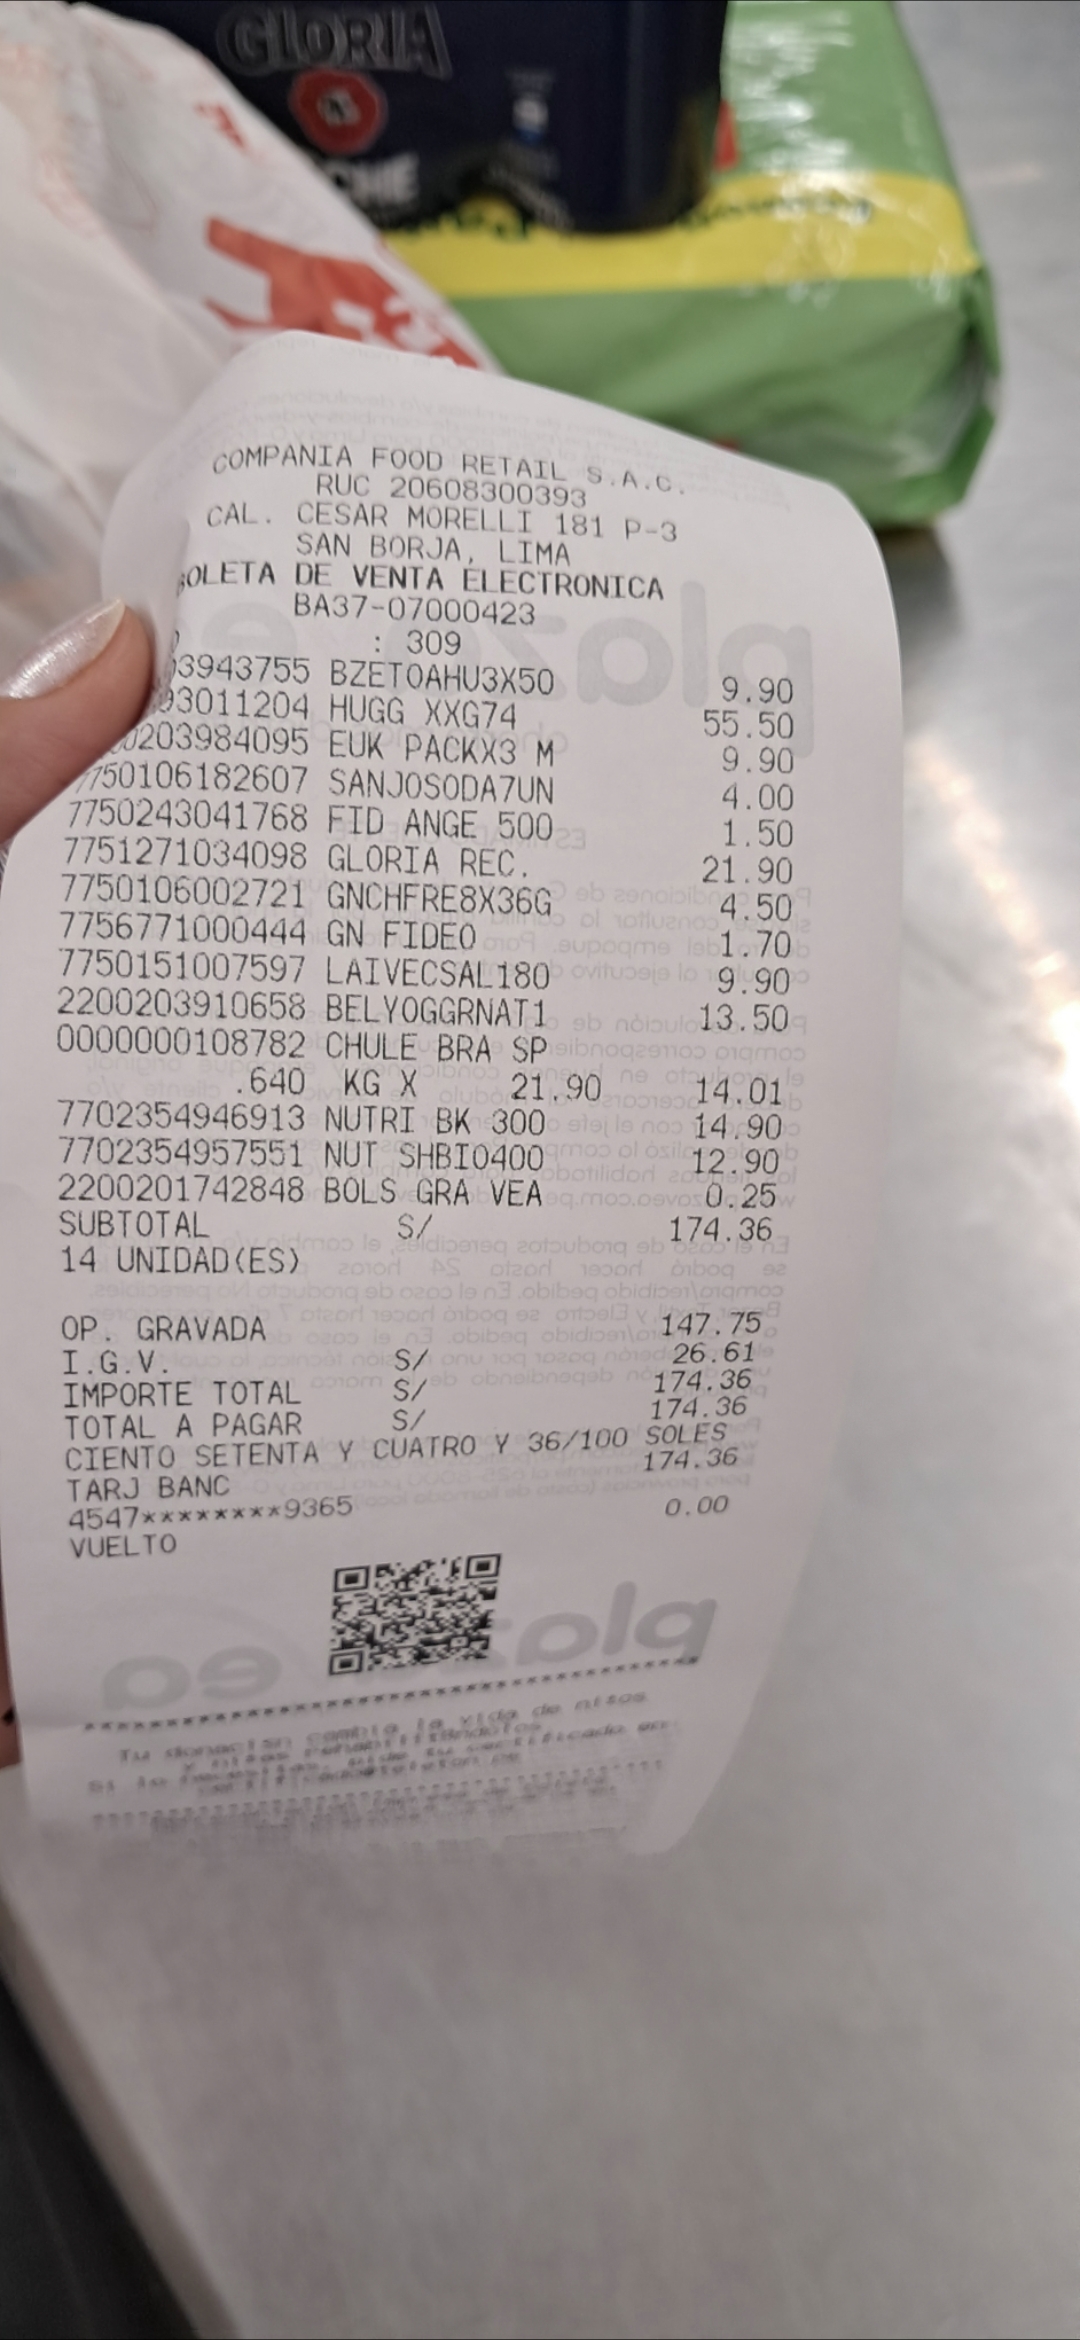 GLORIA
COMPANIA FOOD RETAIL S.A.C.
RUC 20608300393
CAL. CESAR MORELLI 181 P-3
SAN BORJA, LIMA
BOLETA DE VENTA ELECTRONICA
BA37-07000423
: 309
03943755 BZETOAHU3X50 9.90
93011204 HUGG XXG74 55.50
0203984095 EUK PACKX3 M 9.90
7750106182607 SANJOSODA7UN 4.00
7750243041768 FID ANGE 500 1.50
7751271034098 GLORIA REC. 21.90
7750106002721 GNCHFRE8X36G 4.50
7756771000444 GN FIDEO 1.70
7750151007597 LAIVECSAL180 9.90
2200203910658 BELYOGGRNAT1 13.50
0000000108782 CHULE BRA SP
.640 KG X 21.90 14.01
7702354946913 NUTRI BK 300 14.90
7702354957551 NUT SHBIO400 12.90
2200201742848 BOLS GRA VEA 0.25
SUBTOTAL S/ 174.36
14 UNIDAD(ES)
OP. GRAVADA 147.75
I.G.V. S/ 26.61
IMPORTE TOTAL S/ 174.36
TOTAL A PAGAR S/ 174.36
CIENTO SETENTA Y CUATRO Y 36/100 SOLES
TARJ BANC 174.36
4547********9365
VUELTO 0.00
Tu donación cambia la vida de niños